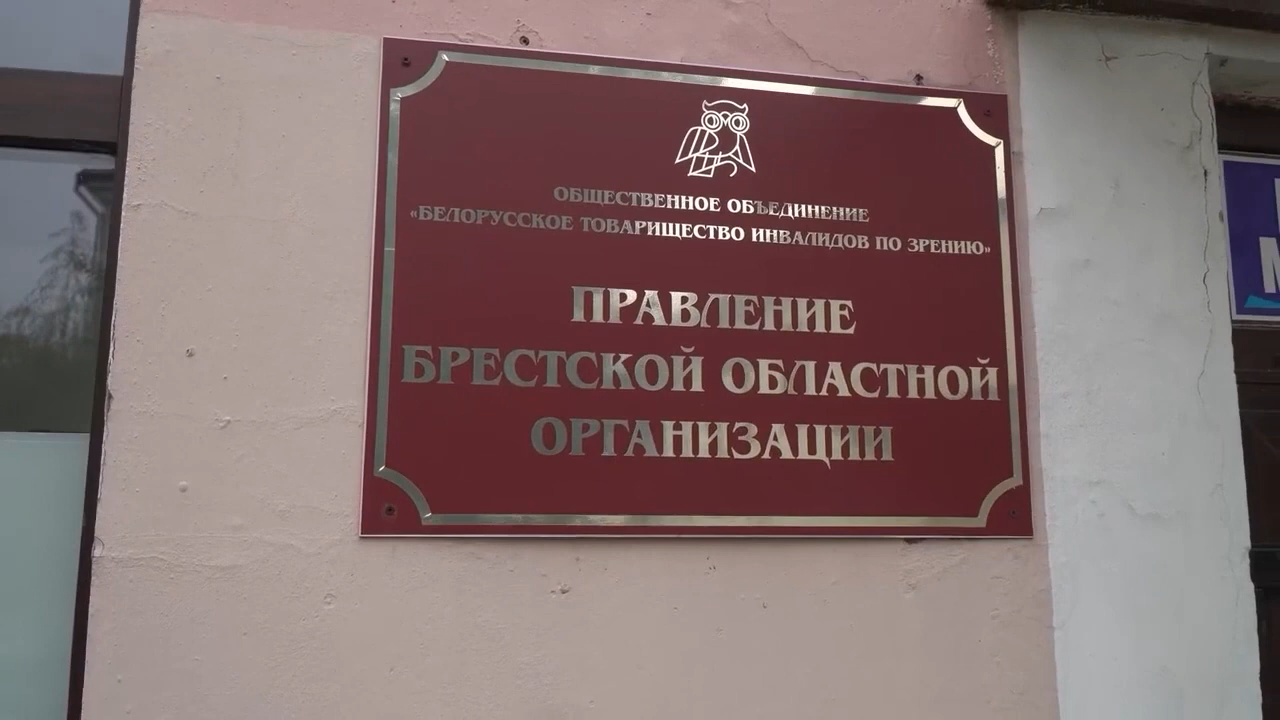 ОБЩЕСТВЕННОЕ ОБЪЕДИНЕНИЕ
«БЕЛОРУССКОЕ ТОВАРИЩЕСТВО ИНВАЛИДОВ ПО ЗРЕНИЮ»
ПРАВЛЕНИЕ
БРЕСТСКОЙ ОБЛАСТНОЙ
ОРГАНИЗАЦИИ